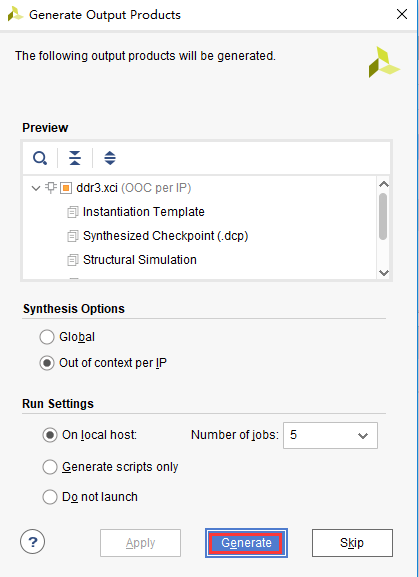 Generate Output Products
The following output products will be generated.
Preview
ddr3.xci (OOC per IP)
Instantiation Template
Synthesized Checkpoint (.dcp)
Structural Simulation
Synthesis Options
Global
Out of context per IP
Run Settings
On local host: Number of jobs: 5
Generate scripts only
Do not launch
? Apply Generate Skip